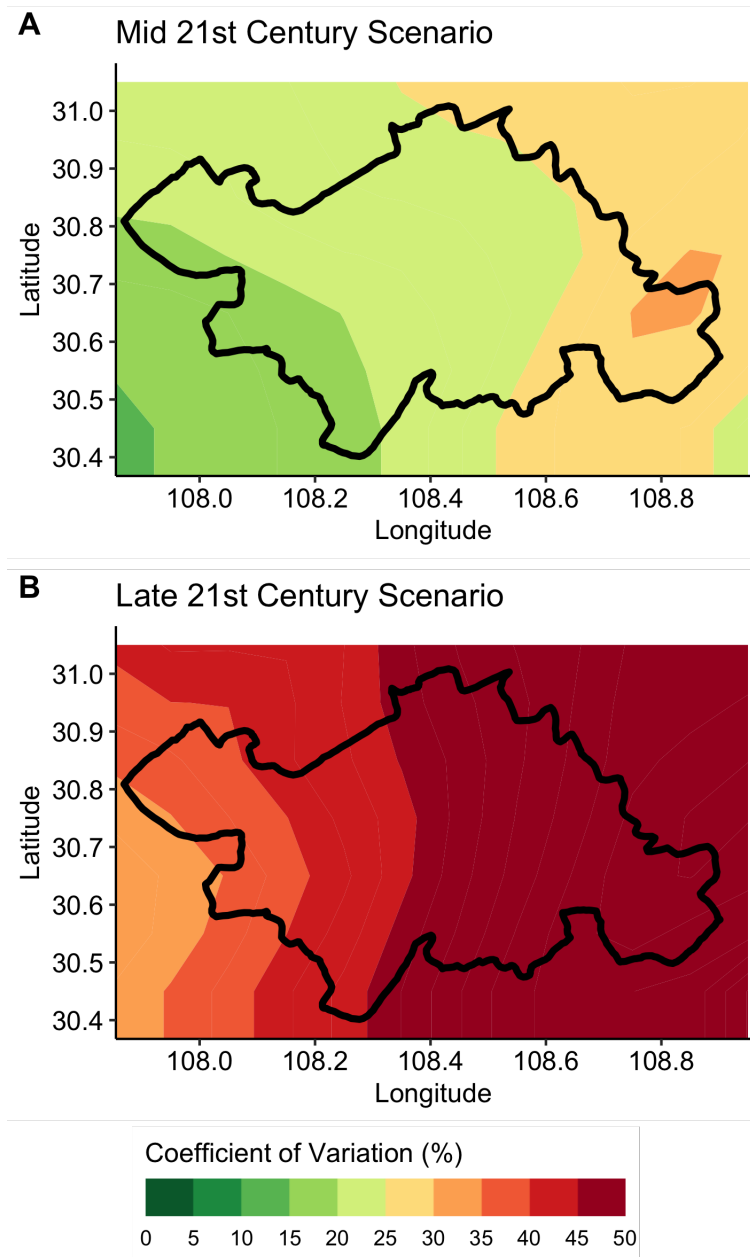 A
Mid 21st Century Scenario
31.0
30.9
30.8
30.7
30.6
30.5
30.4
Latitude
108.0 108.2 108.4 108.6 108.8
Longitude
B
Late 21st Century Scenario
31.0
30.9
30.8
30.7
30.6
30.5
30.4
Latitude
108.0 108.2 108.4 108.6 108.8
Longitude
Coefficient of Variation (%)
0 5 10 15 20 25 30 35 40 45 50